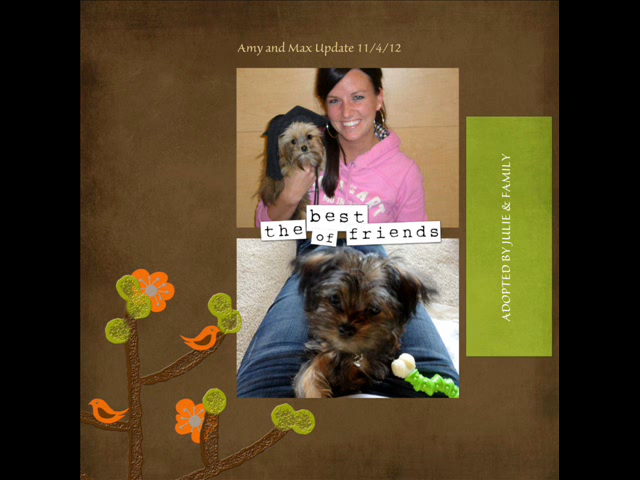 Amy and Max Update 11/4/12
the best
of friends
ADOPTED BY JULIE & FAMILY